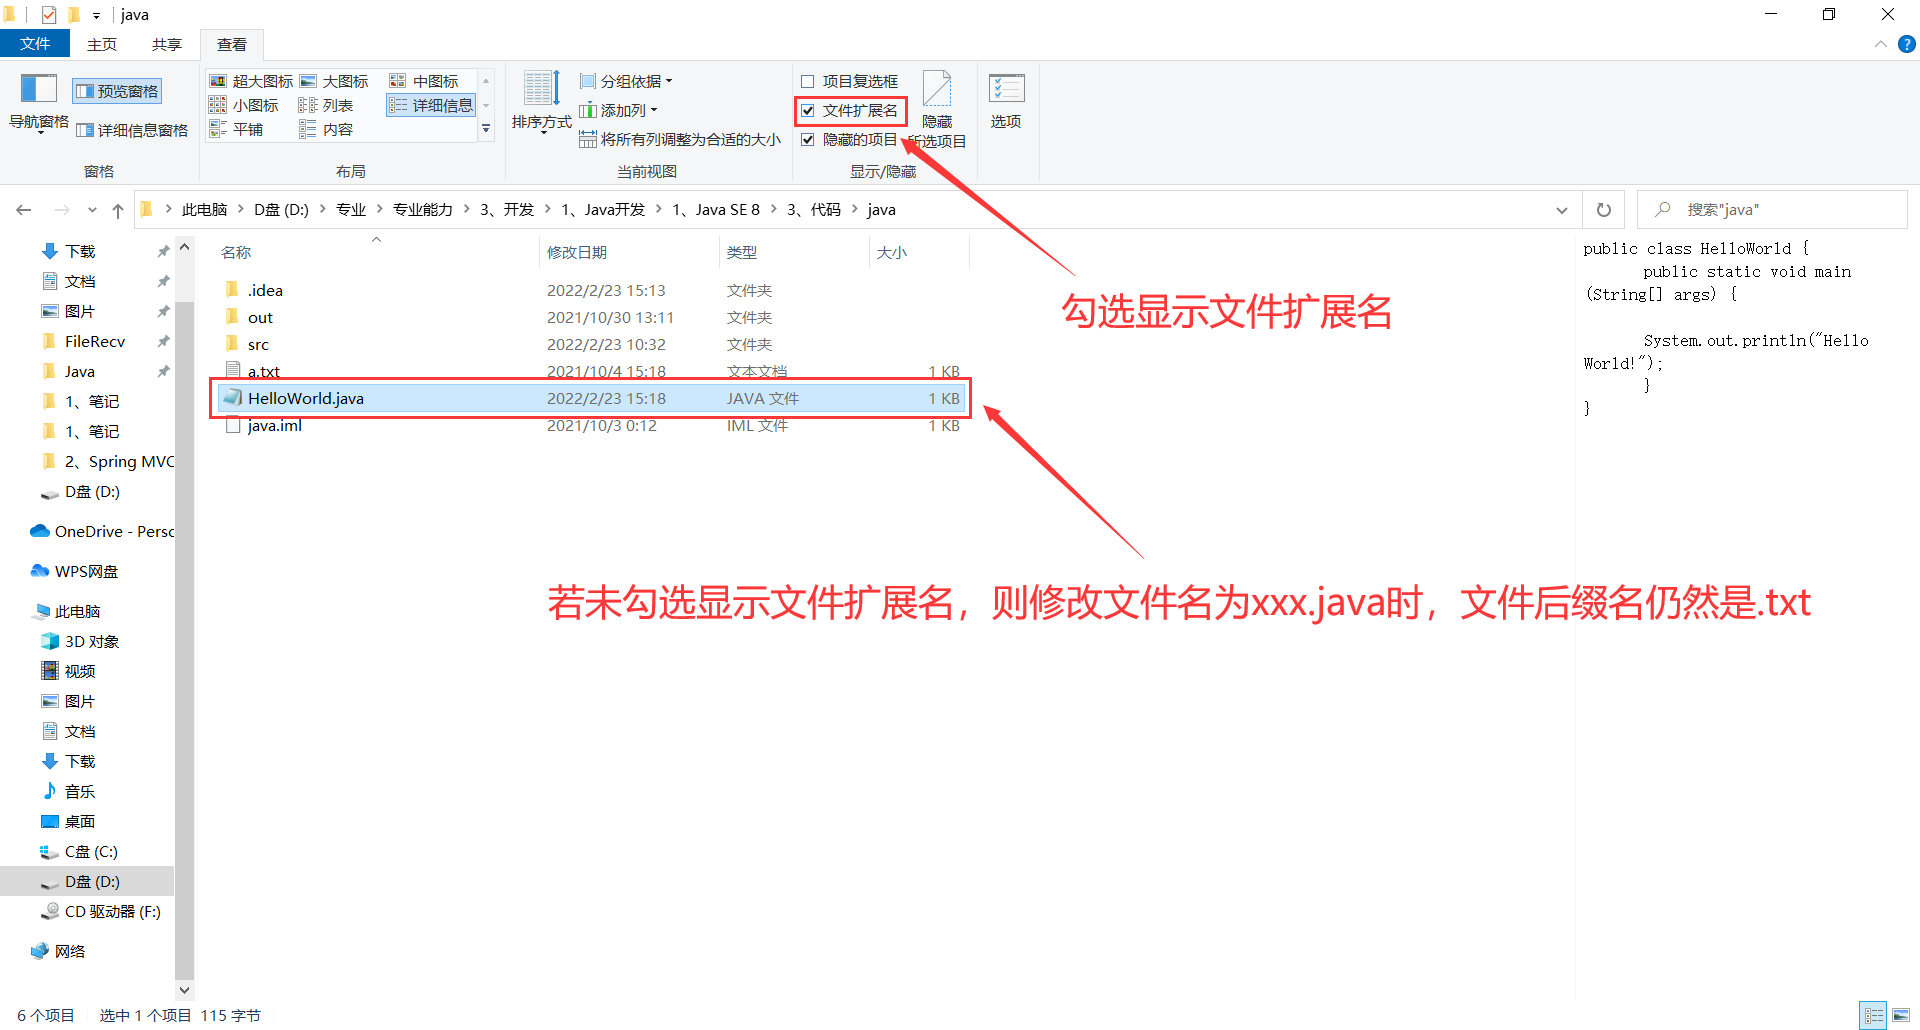 java
文件 主页 共享 查看
导航窗格
预览窗格
详细信息窗格
窗格
超大图标 大图标 中图标
小图标 列表 详细信息
平铺 内容
布局
排序方式
分组依据
添加列
将所有列调整为合适的大小
当前视图
项目复选框
文件扩展名
隐藏的项目
隐藏
所选项目
显示/隐藏
选项
此电脑 D盘 (D:) 专业 专业能力 3、开发 1、Java开发 1、Java SE 8 3、代码 java
搜索"java"
下载
文档
图片
FileRecv
Java
1、笔记
1、笔记
2、Spring MVC
D盘 (D:)
OneDrive - Perso
WPS网盘
此电脑
3D 对象
视频
图片
文档
下载
音乐
桌面
C盘 (C:)
D盘 (D:)
CD 驱动器 (F:)
网络
名称 修改日期 类型 大小
.idea 2022/2/23 15:13 文件夹
out 2021/10/30 13:11 文件夹
src 2022/2/23 10:32 文件夹
a.txt 2021/10/4 15:18 文本文档 1 KB
HelloWorld.java 2022/2/23 15:18 JAVA 文件 1 KB
java.iml 2021/10/3 0:12 IML 文件 1 KB
勾选显示文件扩展名
若未勾选显示文件扩展名，则修改文件名为xxx.java时，文件后缀名仍然是.txt
public class HelloWorld {
public static void main
(String[] args) {
System.out.println("Hello
World!");
}
}
6 个项目 选中 1 个项目 115 字节